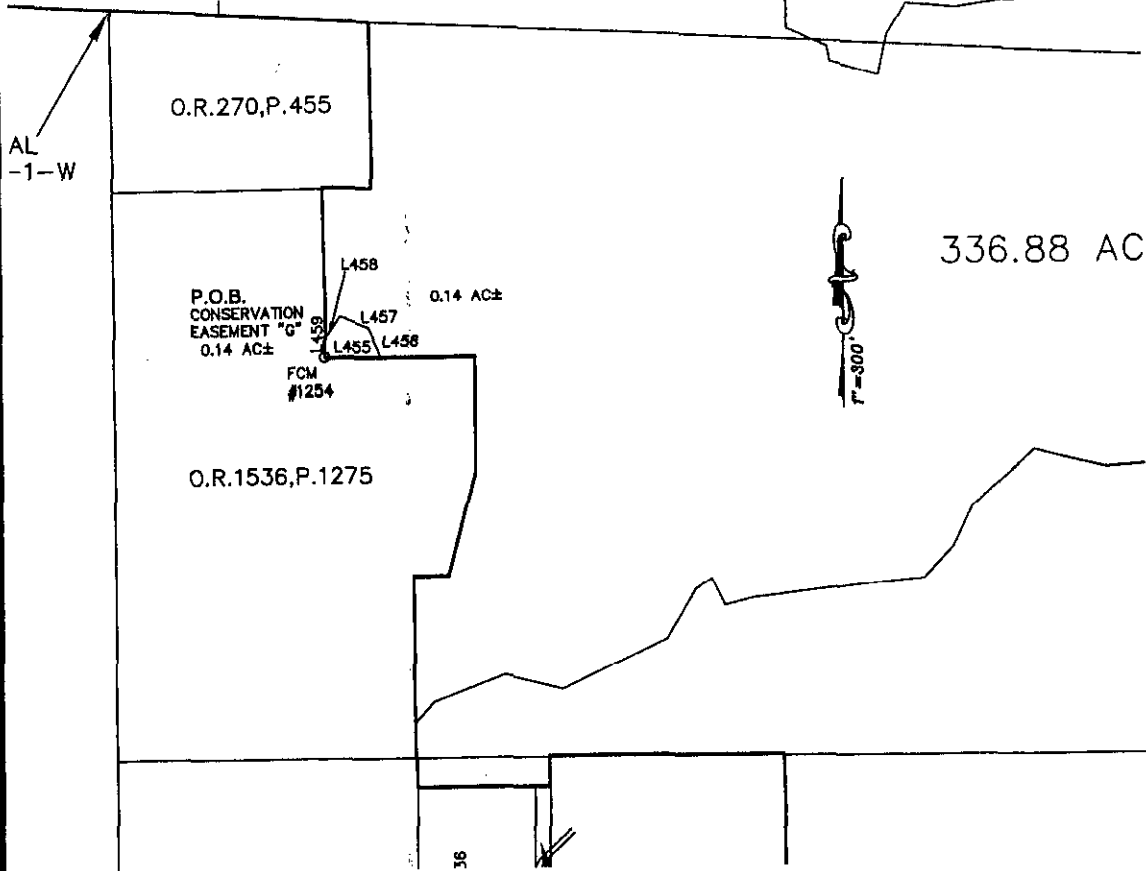 O.R.270,P.455
AL
-1-W
336.88 AC
L458
P.O.B.
CONSERVATION
EASEMENT "G"
0.14 AC±
0.14 AC±
L457
L459
L455
L456
FCM
#1254
1"=300'
O.R.1536,P.1275
36